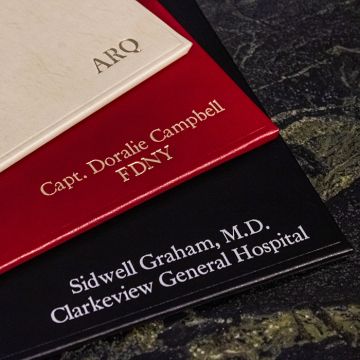 ARQ
Capt. Doralie Campbell
FDNY
Sidwell Graham, M.D.
Clarkeview General Hospital